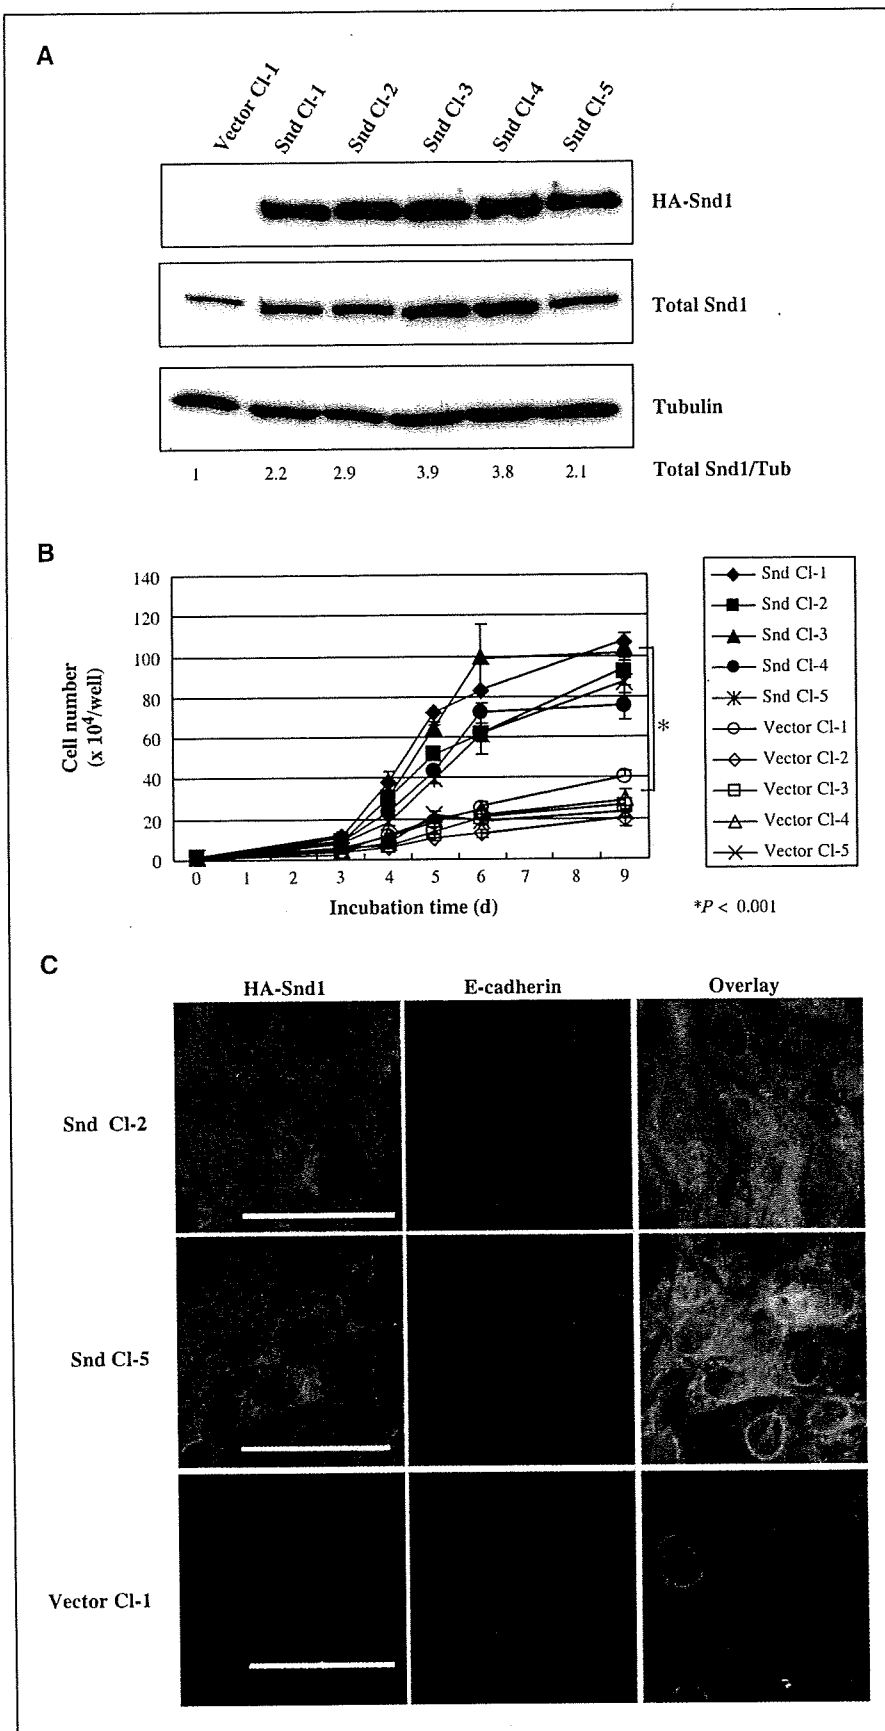 A
Vector Cl-1
Snd Cl-1
Snd Cl-2
Snd Cl-3
Snd Cl-4
Snd Cl-5
HA-Snd1
Total Snd1
Tubulin
1 2.2 2.9 3.9 3.8 2.1 Total Snd1/Tub
B
Cell number
(x 10⁴/well)
140
120
100
80
60
40
20
0
0 1 2 3 4 5 6 7 8 9
Incubation time (d)
*
Snd Cl-1
Snd Cl-2
Snd Cl-3
Snd Cl-4
Snd Cl-5
Vector Cl-1
Vector Cl-2
Vector Cl-3
Vector Cl-4
Vector Cl-5
*P < 0.001
C
HA-Snd1 E-cadherin Overlay
Snd Cl-2
Snd Cl-5
Vector Cl-1